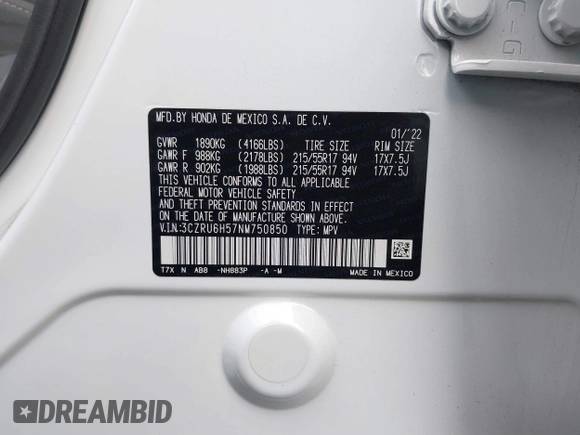 C-G
MFD.BY HONDA DE MEXICO S.A. DE C.V. 01/'22
GVWR 1890KG (4166LBS) TIRE SIZE RIM SIZE
GAWR F 988KG (2178LBS) 215/55R17 94V 17X7.5J
GAWR R 902KG (1988LBS) 215/55R17 94V 17X7.5J
THIS VEHICLE CONFORMS TO ALL APPLICABLE
FEDERAL MOTOR VEHICLE SAFETY
AND THEFT PREVENTION STANDARDS IN EFFECT
ON THE DATE OF MANUFACTURE SHOWN ABOVE.
V.I.N:3CZRU6H57NM750850 TYPE: MPV
T7X N AB8 -NH883P -A -M MADE IN MEXICO
DREAMBID